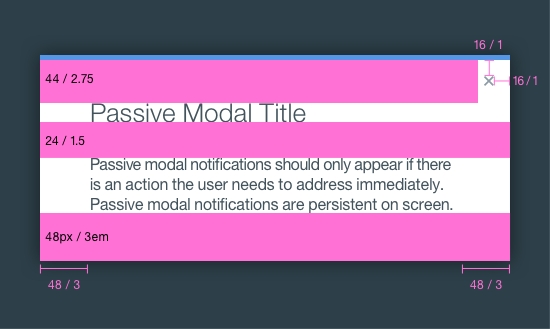 16 / 1
44 / 2.75
16 / 1
Passive Modal Title
24 / 1.5
Passive modal notifications should only appear if there
is an action the user needs to address immediately.
Passive modal notifications are persistent on screen.
48px / 3em
48 / 3
48 / 3